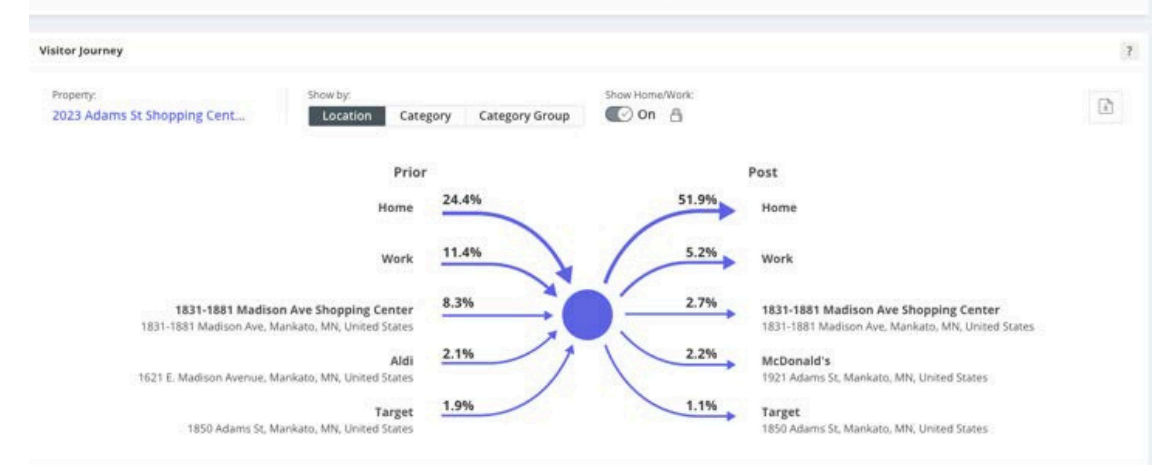 Visitor Journey
?
Property:
2023 Adams St Shopping Cent...
Show by:
Location Category Category Group
Show Home/Work:
On
Prior
Home 24.4%
Work 11.4%
1831-1881 Madison Ave Shopping Center 8.3%
1831-1881 Madison Ave, Mankato, MN, United States
Aldi 2.1%
1621 E. Madison Avenue, Mankato, MN, United States
Target 1.9%
1850 Adams St, Mankato, MN, United States
Post
51.9% Home
5.2% Work
2.7% 1831-1881 Madison Ave Shopping Center
1831-1881 Madison Ave, Mankato, MN, United States
2.2% McDonald's
1921 Adams St, Mankato, MN, United States
1.1% Target
1850 Adams St, Mankato, MN, United States